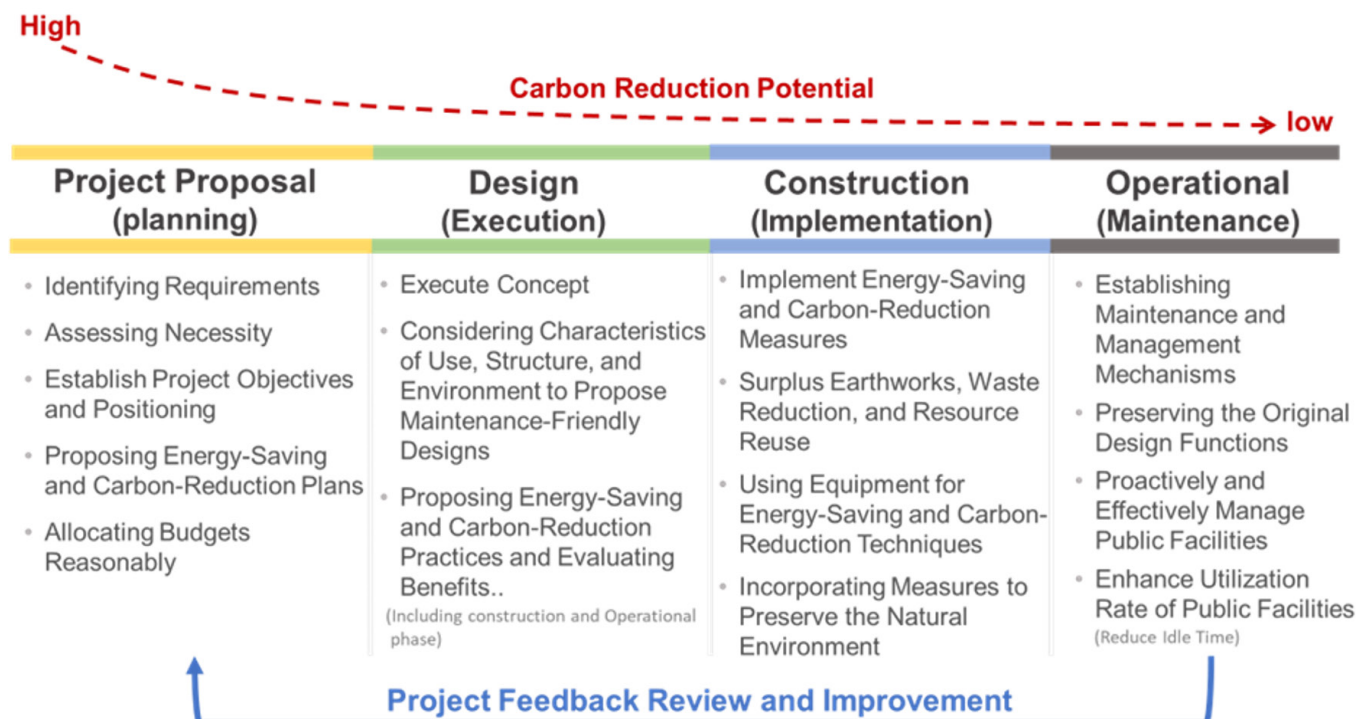 High
Carbon Reduction Potential
low
Project Proposal
(planning)
Design
(Execution)
Construction
(Implementation)
Operational
(Maintenance)
• Identifying Requirements
• Assessing Necessity
• Establish Project Objectives
and Positioning
• Proposing Energy-Saving
and Carbon-Reduction Plans
• Allocating Budgets
Reasonably
• Execute Concept
• Considering Characteristics
of Use, Structure, and
Environment to Propose
Maintenance-Friendly
Designs
• Proposing Energy-Saving
and Carbon-Reduction
Practices and Evaluating
Benefits..
(Including construction and Operational
phase)
• Implement Energy-Saving
and Carbon-Reduction
Measures
• Surplus Earthworks, Waste
Reduction, and Resource
Reuse
• Using Equipment for
Energy-Saving and Carbon-
Reduction Techniques
• Incorporating Measures to
Preserve the Natural
Environment
• Establishing
Maintenance and
Management
Mechanisms
• Preserving the Original
Design Functions
• Proactively and
Effectively Manage
Public Facilities
• Enhance Utilization
Rate of Public Facilities
(Reduce Idle Time)
Project Feedback Review and Improvement